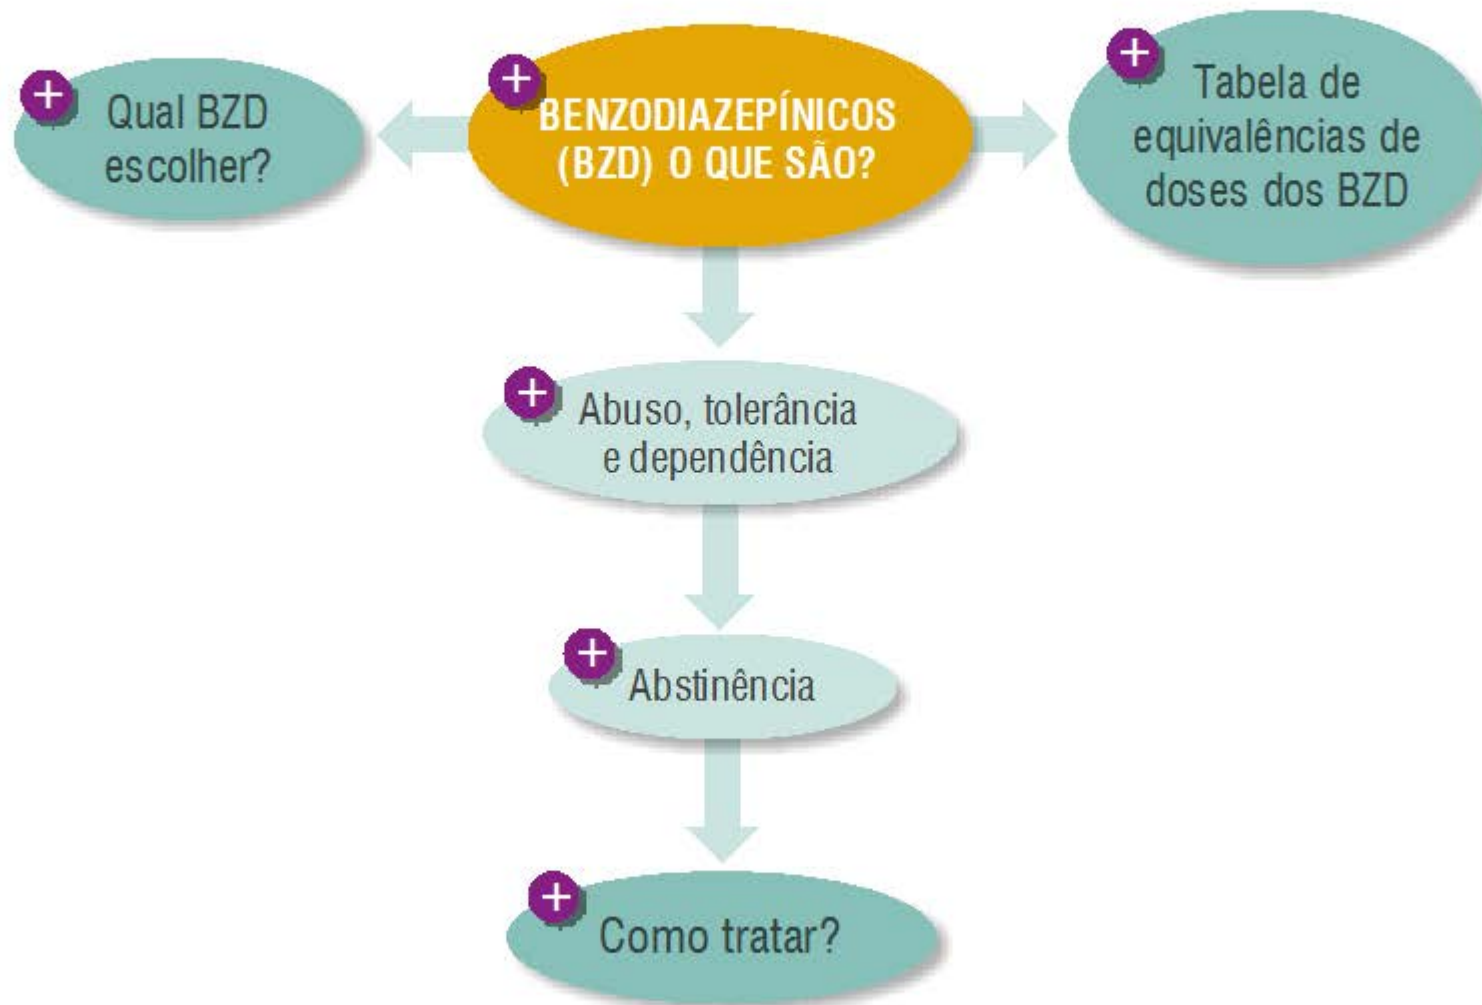 Qual BZD
escolher?
BENZODIAZEPÍNICOS
(BZD) O QUE SÃO?
Tabela de
equivalências de
doses dos BZD
Abuso, tolerância
e dependência
Abstinência
Como tratar?